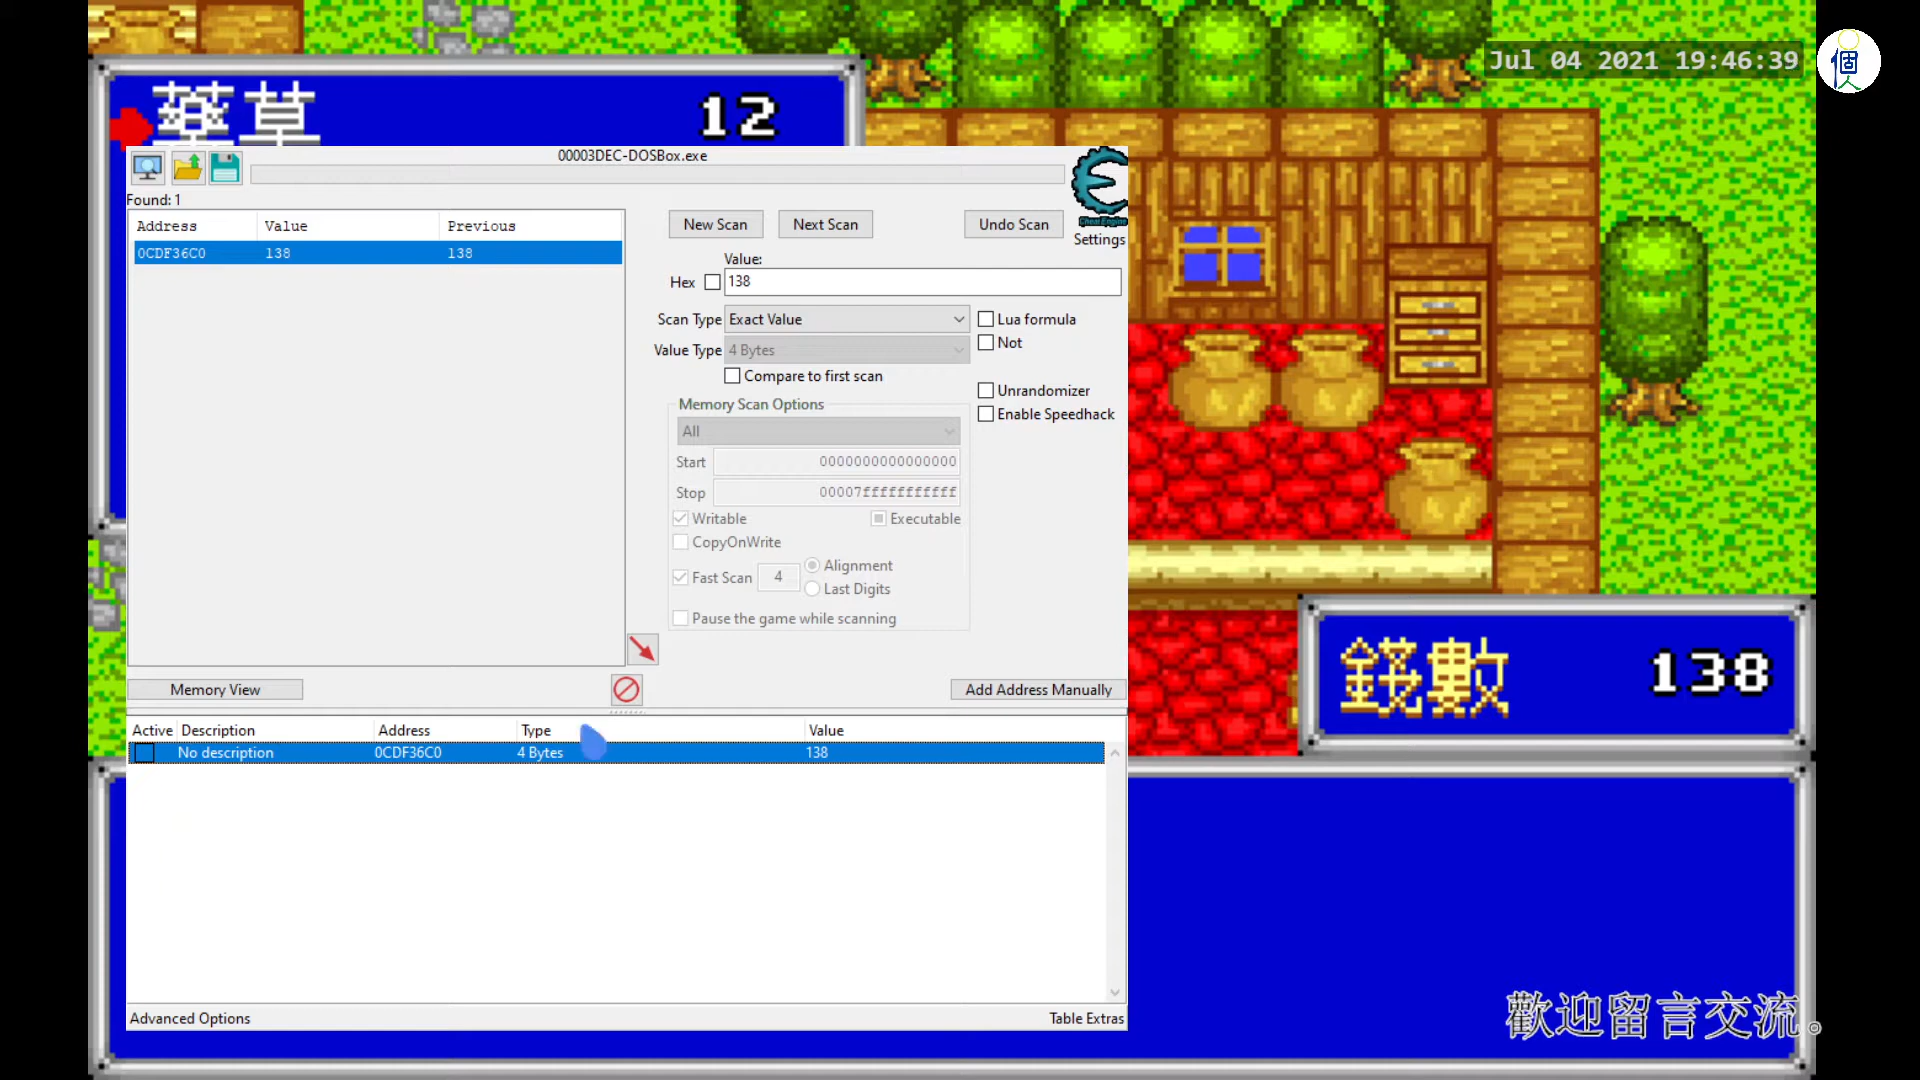 Jul 04 2021 19:46:39
個人
藥草 12
00003DEC-DOSBox.exe
Cheat Engine
Settings
Found: 1
Address Value Previous
0CDF36C0 138 138
New Scan Next Scan Undo Scan
Value:
Hex 138
Scan Type Exact Value
Lua formula
Not
Value Type 4 Bytes
Compare to first scan
Unrandomizer
Enable Speedhack
Memory Scan Options
All
Start 0000000000000000
Stop 00007fffffffffff
Writable Executable
CopyOnWrite
Fast Scan 4
Alignment
Last Digits
Pause the game while scanning
Memory View
Add Address Manually
Active Description Address Type Value
No description 0CDF36C0 4 Bytes 138
Advanced Options
Table Extras
錢數 138
歡迎留言交流。